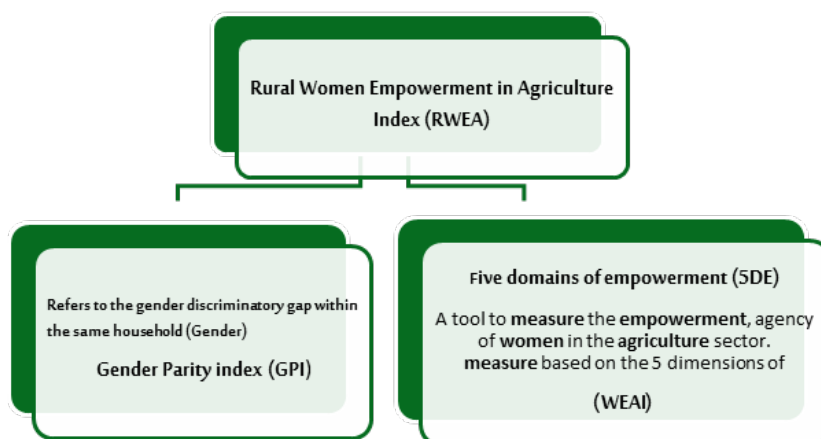 Rural Women Empowerment in Agriculture
Index (RWEA)
Refers to the gender discriminatory gap within
the same household (Gender)
Gender Parity index (GPI)
Five domains of empowerment (5DE)
A tool to measure the empowerment, agency
of women in the agriculture sector.
measure based on the 5 dimensions of
(WEAI)